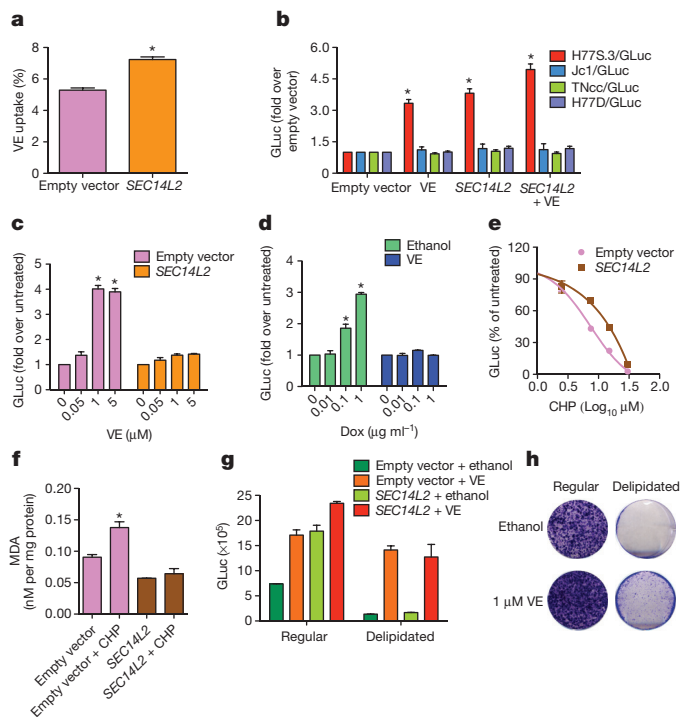 a
VE uptake (%)
8
6
4
2
0
*
Empty vector SEC14L2
b
GLuc (fold over
empty vector)
6.0
4.5
3.0
1.5
0
* * *
H77S.3/GLuc
Jc1/GLuc
TNcc/GLuc
H77D/GLuc
Empty vector VE SEC14L2 SEC14L2
+ VE
c
GLuc (fold over untreated)
5
4
3
2
1
0
* *
Empty vector
SEC14L2
0 0.05 1 5 0 0.05 1 5
VE (μM)
d
GLuc (fold over untreated)
4
3
2
1
0
* *
Ethanol
VE
0 0.01 0.1 1 0 0.01 0.1 1
Dox (μg ml–1)
e
GLuc (% of untreated)
120
90
60
30
0
Empty vector
SEC14L2
0.0 0.5 1.0 1.5 2.0
CHP (Log10 μM)
f
MDA
(nM per mg protein)
0.20
0.15
0.10
0.05
0.00
*
Empty vector
Empty vector + CHP
SEC14L2
SEC14L2 + CHP
g
GLuc (×10⁵)
25
20
15
10
5
0
Empty vector + ethanol
Empty vector + VE
SEC14L2 + ethanol
SEC14L2 + VE
Regular Delipidated
h
Regular Delipidated
Ethanol
1 μM VE